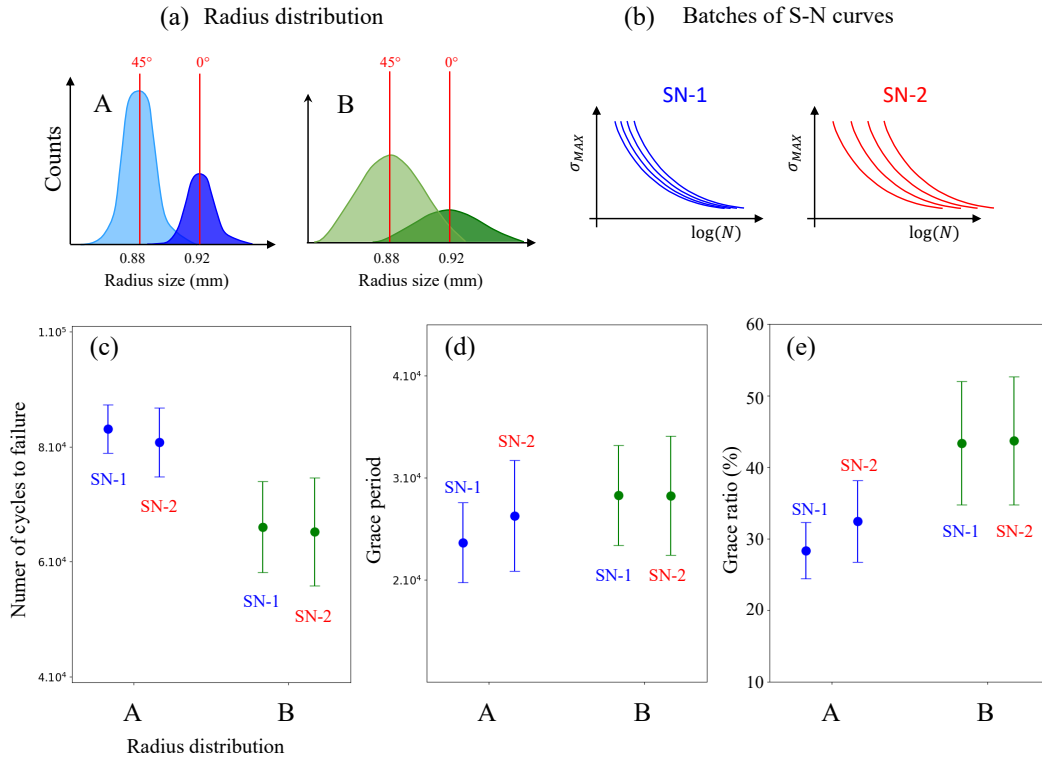 (a) Radius distribution
(b) Batches of S-N curves
45° 0°
A
Counts
0.88 0.92
Radius size (mm)
45° 0°
B
0.88 0.92
Radius size (mm)
SN-1
σMAX
log(N)
SN-2
σMAX
log(N)
(c)
Numer of cycles to failure
1.10⁵
8.10⁴
6.10⁴
4.10⁴
SN-1
SN-2
SN-1
SN-2
A B
Radius distribution
(d)
Grace period
4.10⁴
3.10⁴
2.10⁴
SN-1
SN-2
SN-1
SN-2
A B
(e)
Grace ratio (%)
60
50
40
30
20
10
SN-1
SN-2
SN-1
SN-2
A B